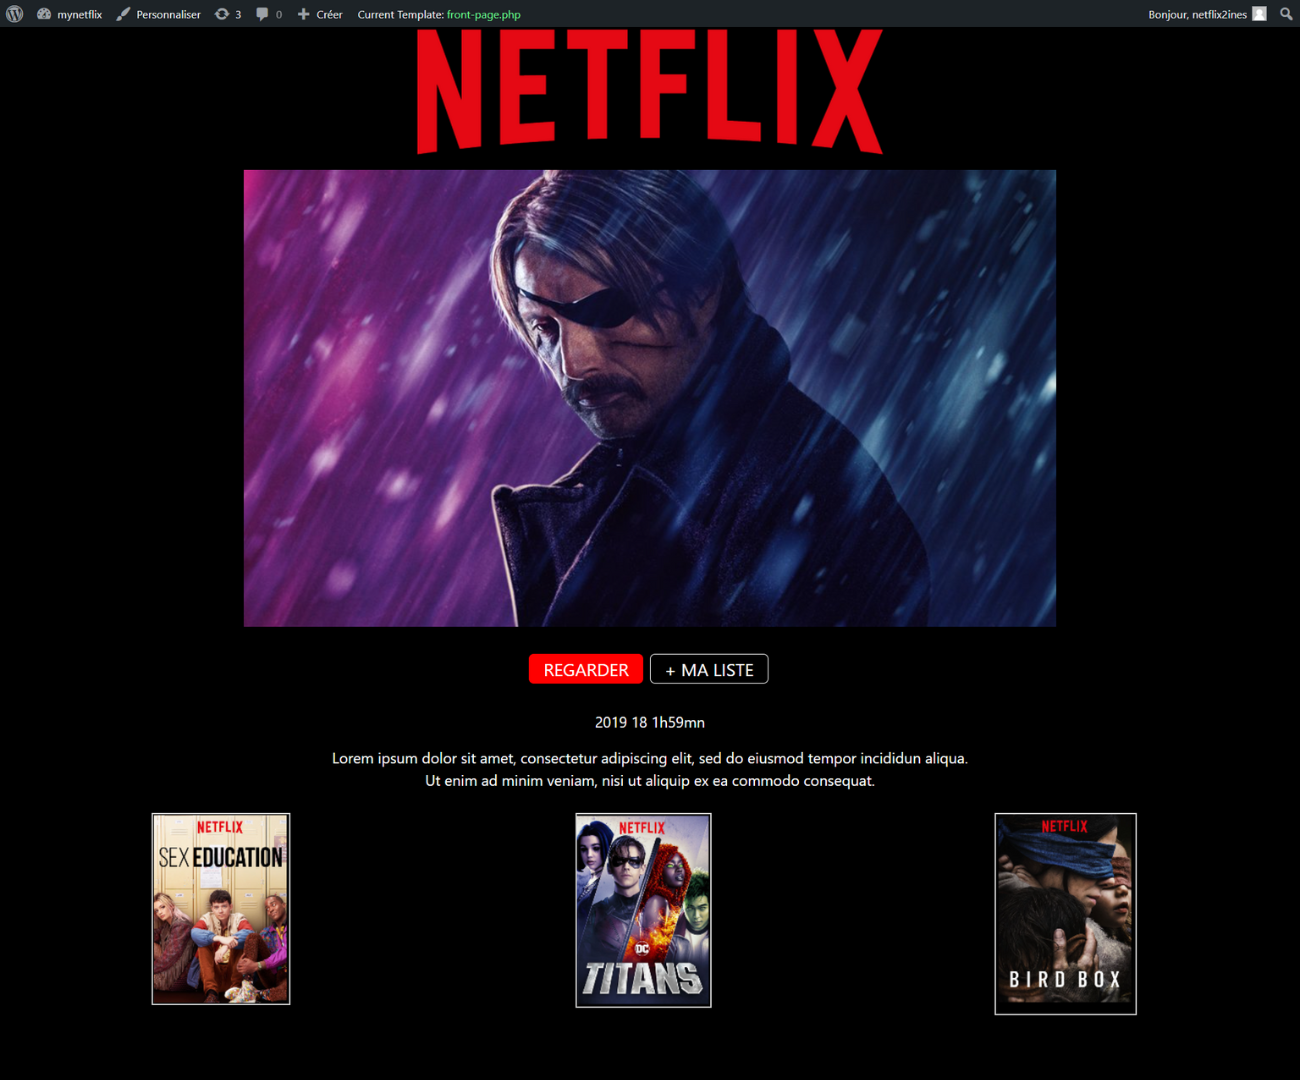 mynetflix Personnaliser 3 0 Créer Current Template: front-page.php Bonjour, netflix2ines
NETFLIX
REGARDER + MA LISTE
2019 18 1h59mn
Lorem ipsum dolor sit amet, consectetur adipiscing elit, sed do eiusmod tempor incididun aliqua.
Ut enim ad minim veniam, nisi ut aliquip ex ea commodo consequat.
NETFLIX
SEX EDUCATION
NETFLIX
DC
TITANS
NETFLIX
BIRD BOX